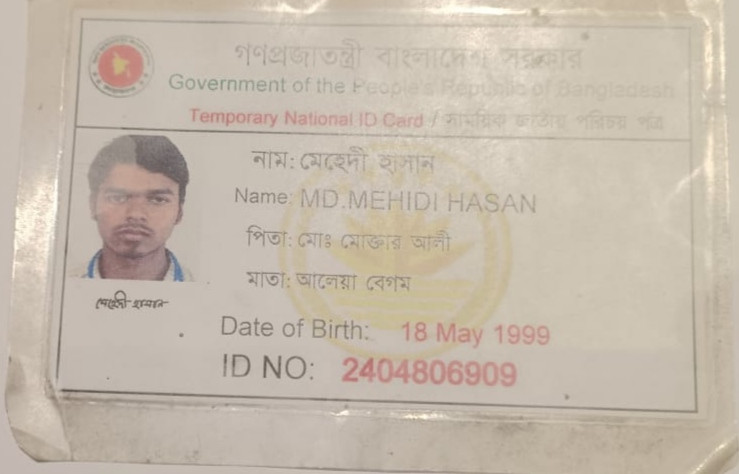 গণপ্রজাতন্ত্রী বাংলাদেশ সরকার
Government of the People's Republic of Bangladesh
Temporary National ID Card / সাময়িক জাতীয় পরিচয় পত্র
নাম: মেহেদী হাসান
Name: MD.MEHIDI HASAN
পিতা: মোঃ মোক্তার আলী
মাতা: আলেয়া বেগম
মেহেদী হাসান
Date of Birth: 18 May 1999
ID NO: 2404806909